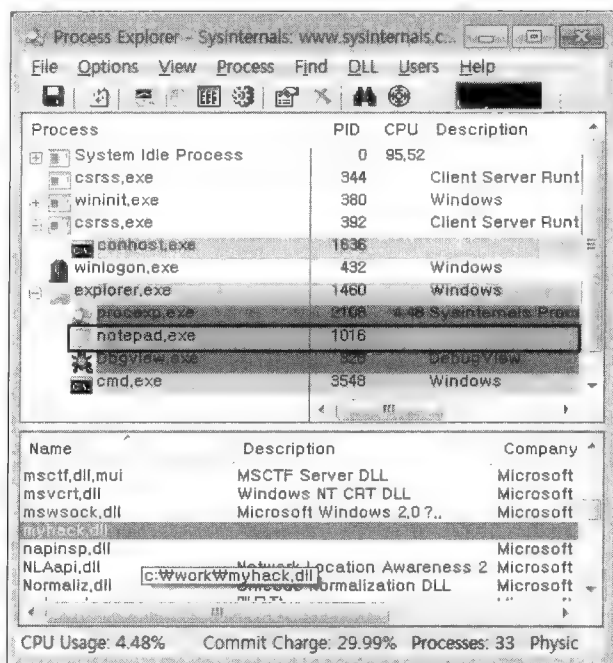 Process Explorer - Sysinternals: www.sysinternals.c...
File Options View Process Find DLL Users Help
Process PID CPU Description
System Idle Process 0 95,52
csrss,exe 344 Client Server Runt
wininit,exe 380 Windows
csrss,exe 392 Client Server Runt
conhost,exe 1636
winlogon,exe 432 Windows
explorer,exe 1460 Windows
procexp,exe 2108 4.48 Sysinternals Proc
notepad,exe 1016
Dbgview,exe 928 DebugView
cmd,exe 3548 Windows
Name Description Company
msctf,dll,mui MSCTF Server DLL Microsoft
msvcrt,dll Windows NT CRT DLL Microsoft
mswsock,dll Microsoft Windows 2,0 ?,, Microsoft
myhack,dll
napinsp,dll Microsoft
NLAapi,dll Network Location Awareness 2 Microsoft
Normaliz,dll Unicode Normalization DLL Microsoft
c:₩work₩myhack,dll
CPU Usage: 4.48% Commit Charge: 29.99% Processes: 33 Physic